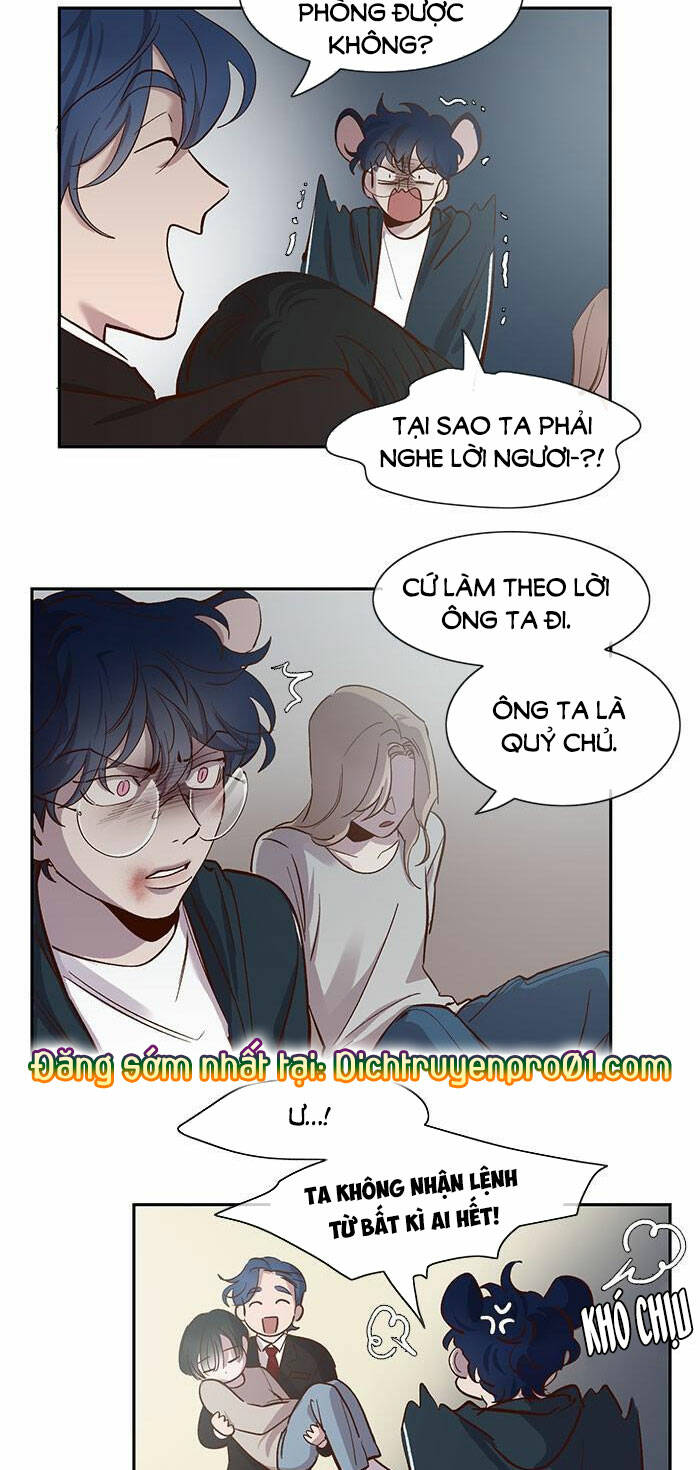 PHÒNG ĐƯỢC
KHÔNG?
TẠI SAO TA PHẢI
NGHE LỜI NGƯƠI-?!
CỨ LÀM THEO LỜI
ÔNG TA ĐI.
ÔNG TA LÀ
QUỶ CHỦ.
Đăng sớm nhất tại: Dichtruyenpro01.com
Ư...!
TA KHÔNG NHẬN LỆNH
TỪ BẤT KÌ AI HẾT!
KHÓ CHỊU